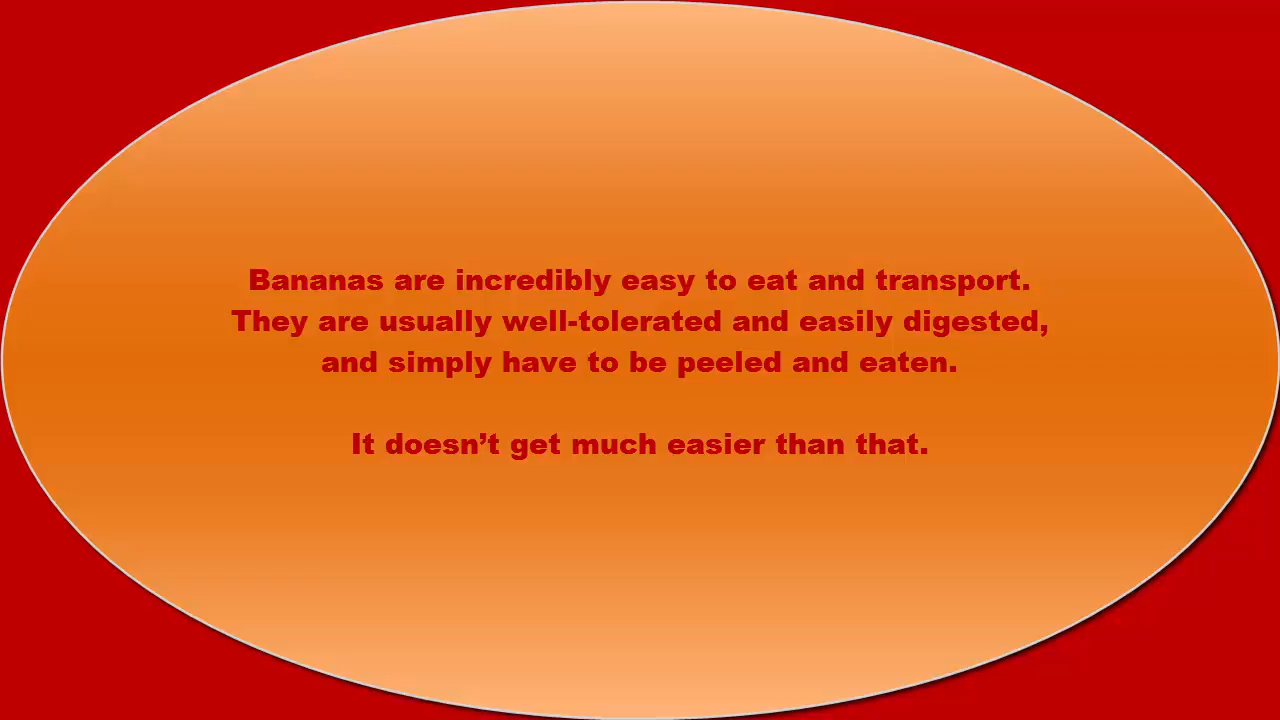 Bananas are incredibly easy to eat and transport.
They are usually well-tolerated and easily digested,
and simply have to be peeled and eaten.
It doesn’t get much easier than that.